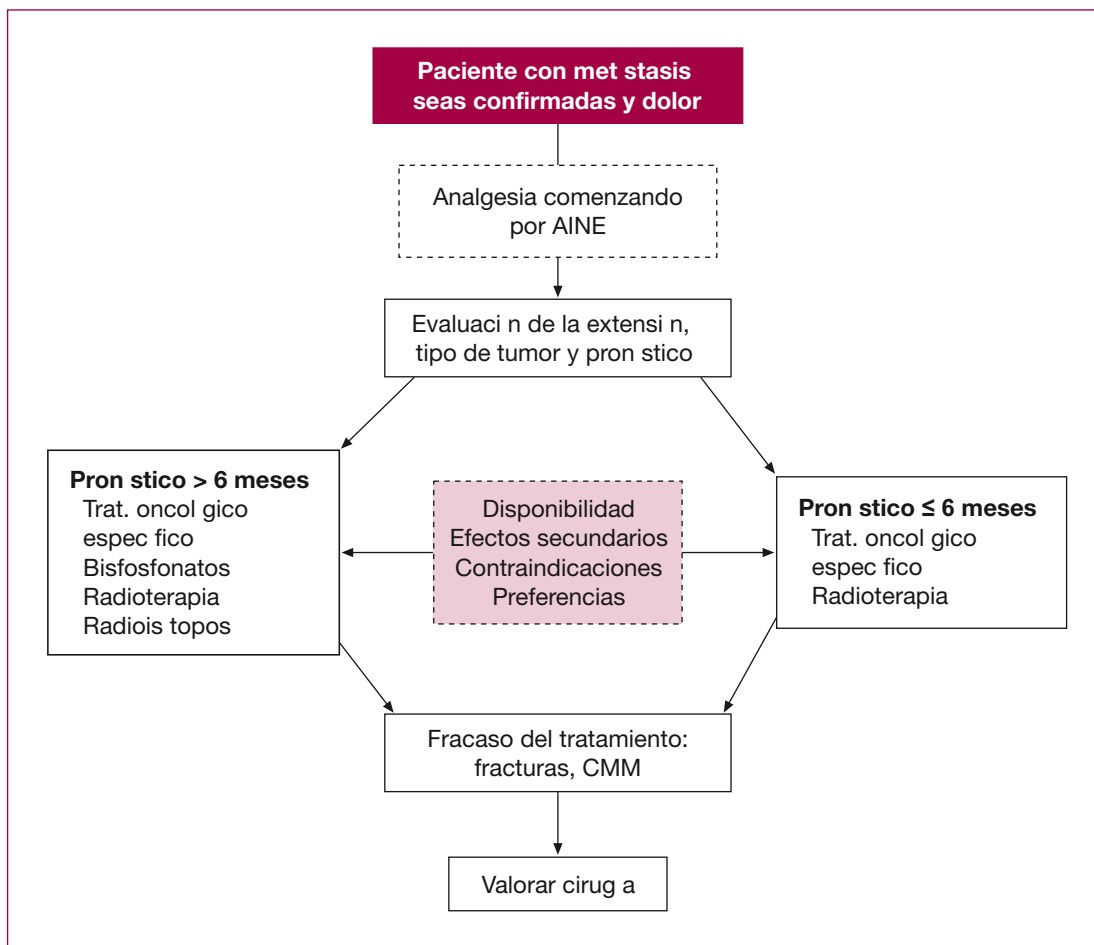 Paciente con met stasis
seas confirmadas y dolor
Analgesia comenzando
por AINE
Evaluaci n de la extensi n,
tipo de tumor y pron stico
Pron stico > 6 meses
Trat. oncol gico
espec fico
Bisfosfonatos
Radioterapia
Radiois topos
Disponibilidad
Efectos secundarios
Contraindicaciones
Preferencias
Pron stico ≤ 6 meses
Trat. oncol gico
espec fico
Radioterapia
Fracaso del tratamiento:
fracturas, CMM
Valorar cirug a